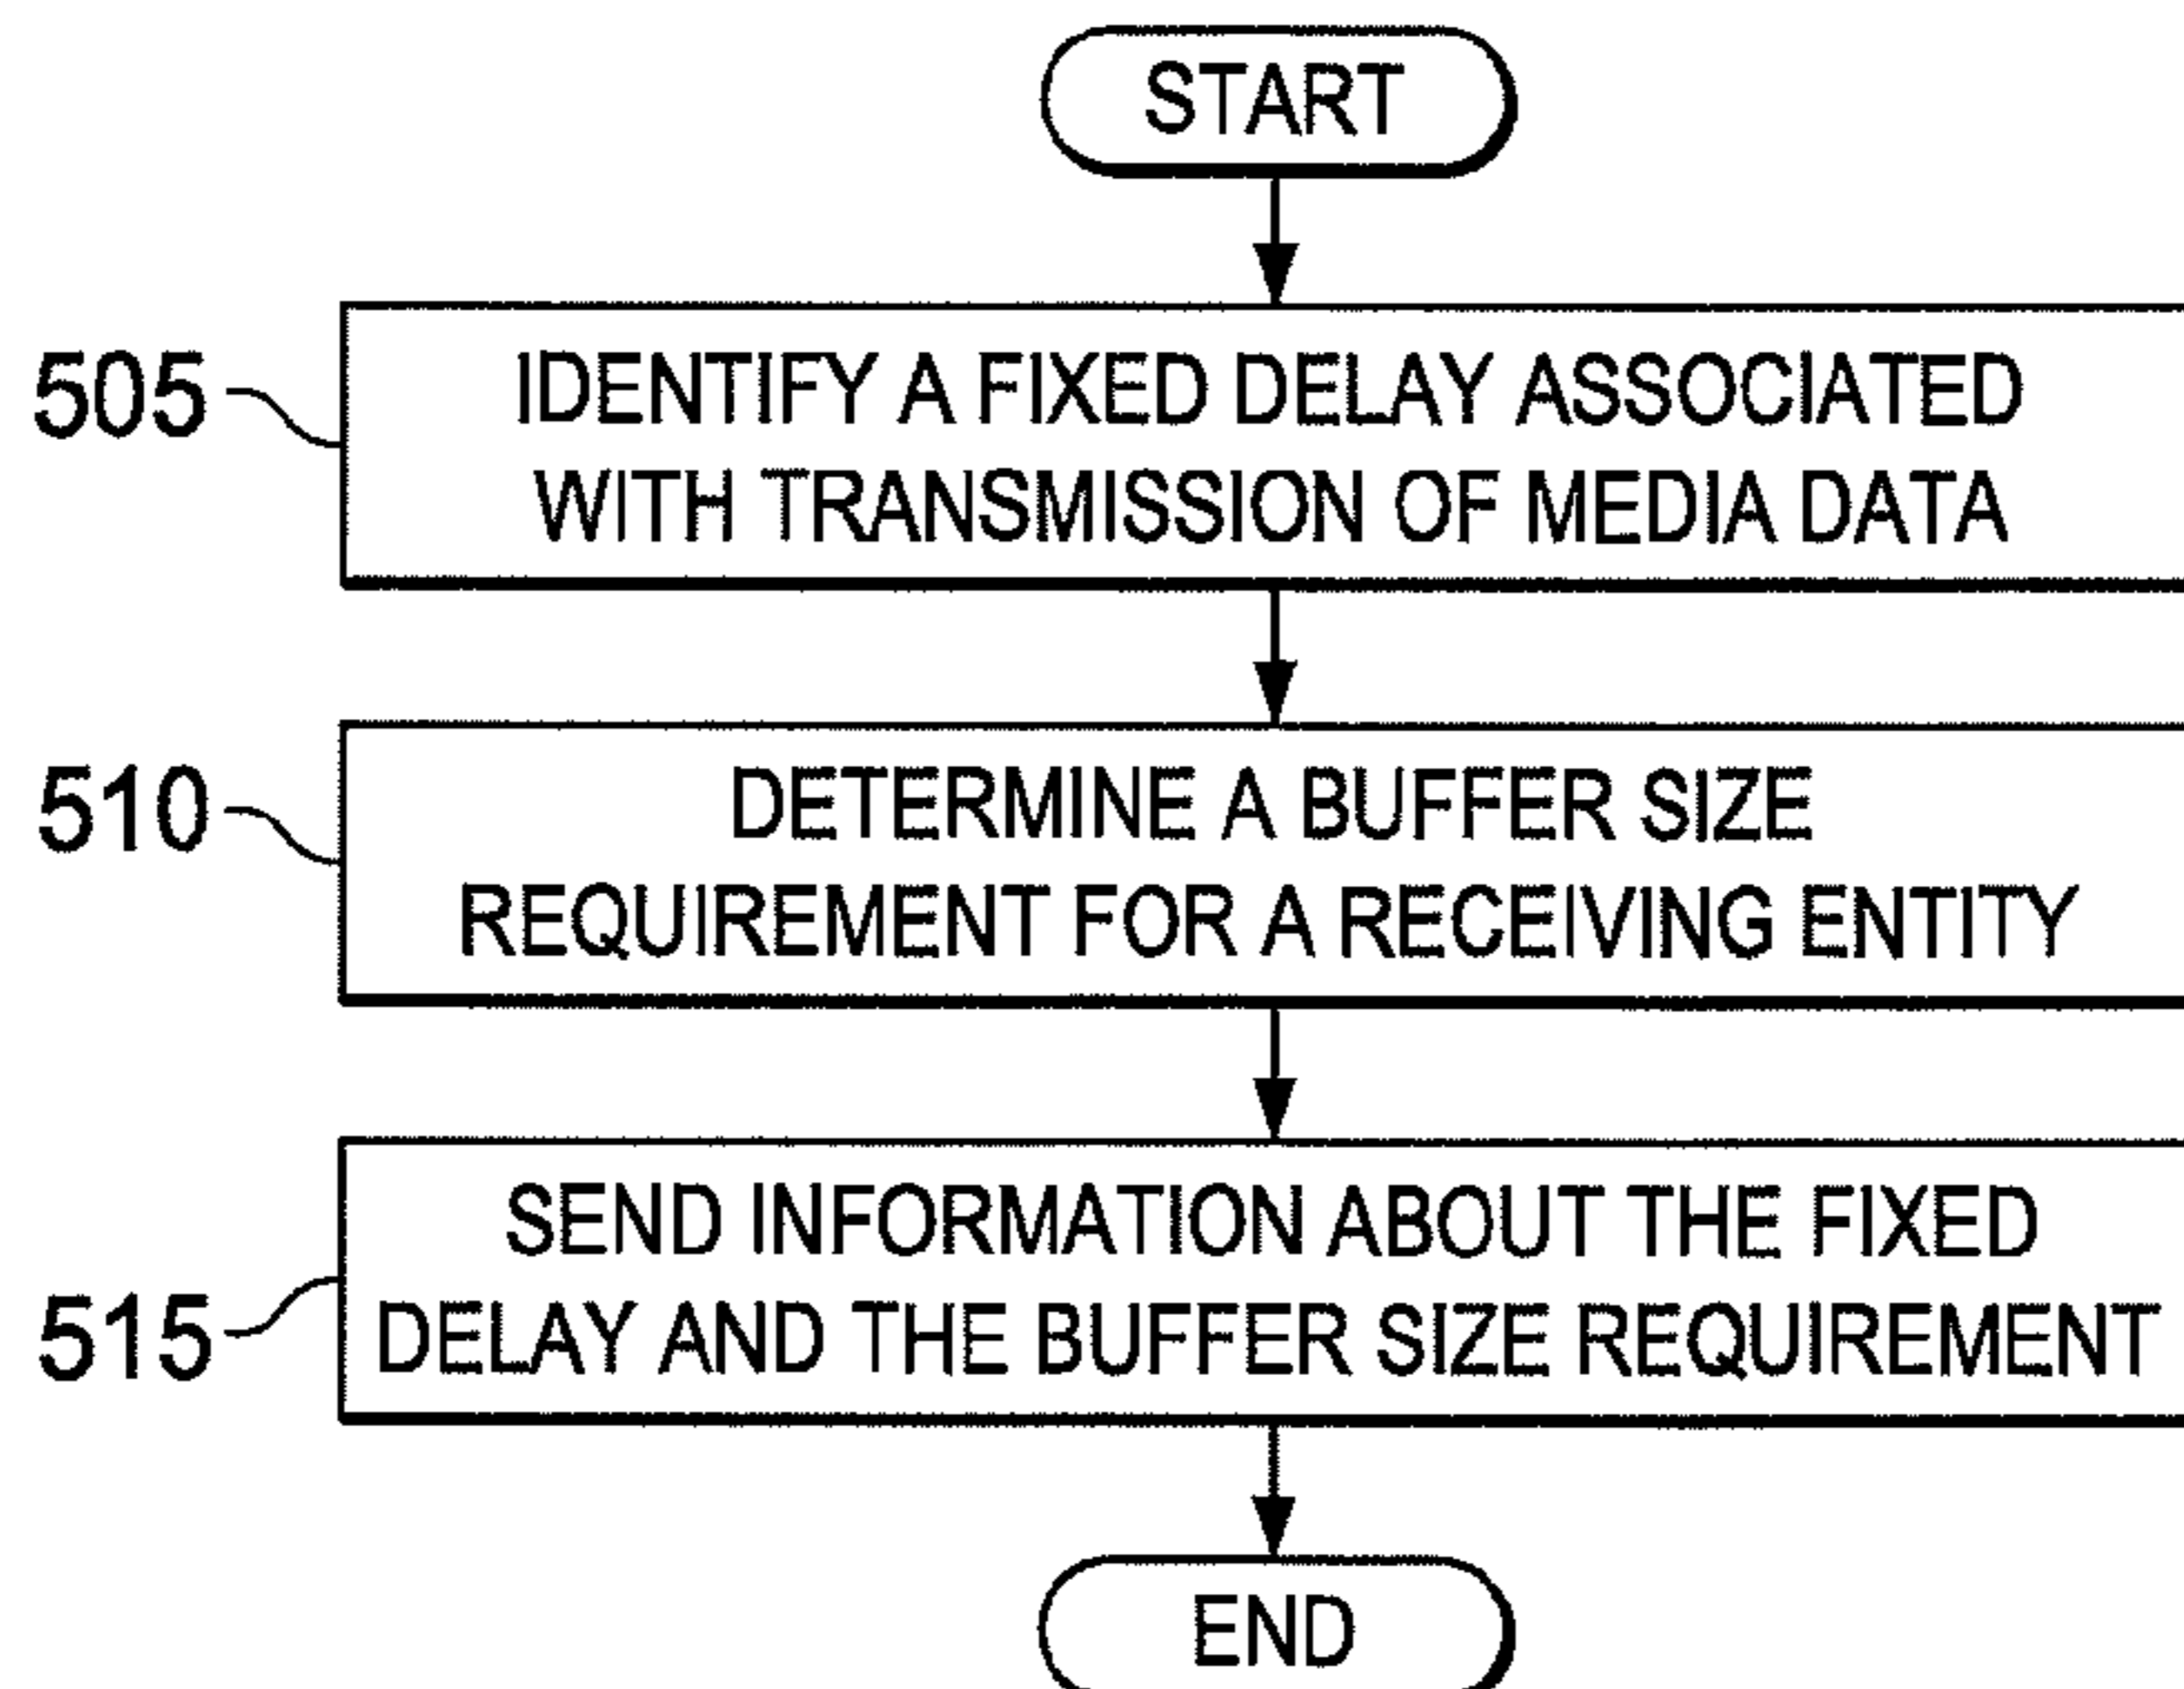 START
505
IDENTIFY A FIXED DELAY ASSOCIATED
WITH TRANSMISSION OF MEDIA DATA
510
DETERMINE A BUFFER SIZE
REQUIREMENT FOR A RECEIVING ENTITY
515
SEND INFORMATION ABOUT THE FIXED
DELAY AND THE BUFFER SIZE REQUIREMENT
END